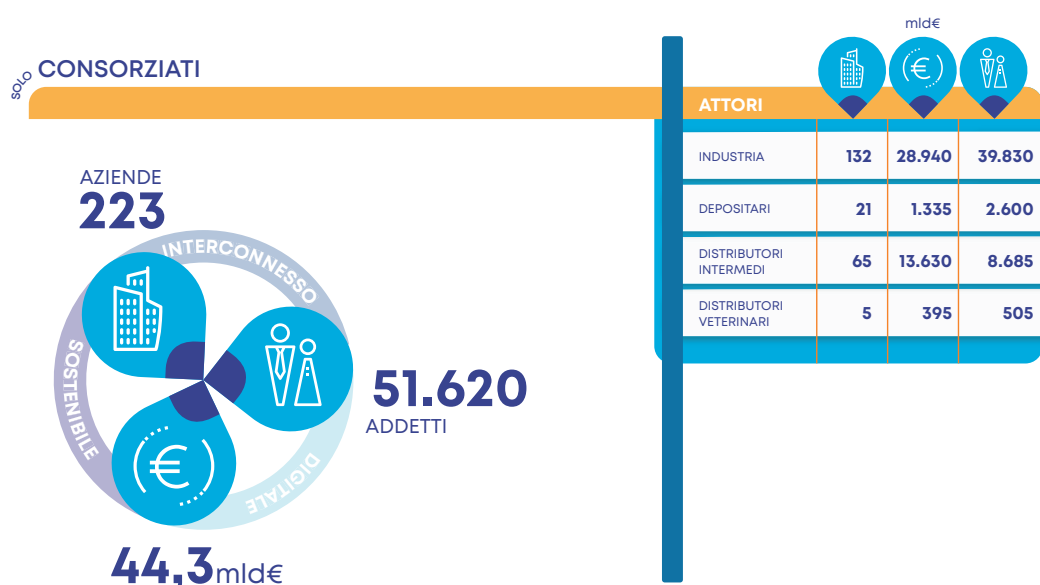 SOLO CONSORZIATI
AZIENDE
223
INTERCONNESSO
SOSTENIBILE
DIGITALE
51.620
ADDETTI
€
44,3mld€
mld€
€
ATTORI
INDUSTRIA 132 28.940 39.830
DEPOSITARI 21 1.335 2.600
DISTRIBUTORI
INTERMEDI 65 13.630 8.685
DISTRIBUTORI
VETERINARI 5 395 505